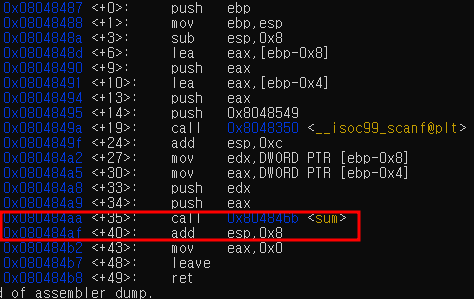 0x08048487 <+0>: push ebp
0x08048488 <+1>: mov ebp,esp
0x0804848a <+3>: sub esp,0x8
0x0804848d <+6>: lea eax,[ebp-0x8]
0x08048490 <+9>: push eax
0x08048491 <+10>: lea eax,[ebp-0x4]
0x08048494 <+13>: push eax
0x08048495 <+14>: push 0x8048549
0x0804849a <+19>: call 0x8048350 <__isoc99_scanf@plt>
0x0804849f <+24>: add esp,0xc
0x080484a2 <+27>: mov edx,DWORD PTR [ebp-0x8]
0x080484a5 <+30>: mov eax,DWORD PTR [ebp-0x4]
0x080484a8 <+33>: push edx
0x080484a9 <+34>: push eax
0x080484aa <+35>: call 0x804846b <sum>
0x080484af <+40>: add esp,0x8
0x080484b2 <+43>: mov eax,0x0
0x080484b7 <+48>: leave
0x080484b8 <+49>: ret
d of assembler dump.